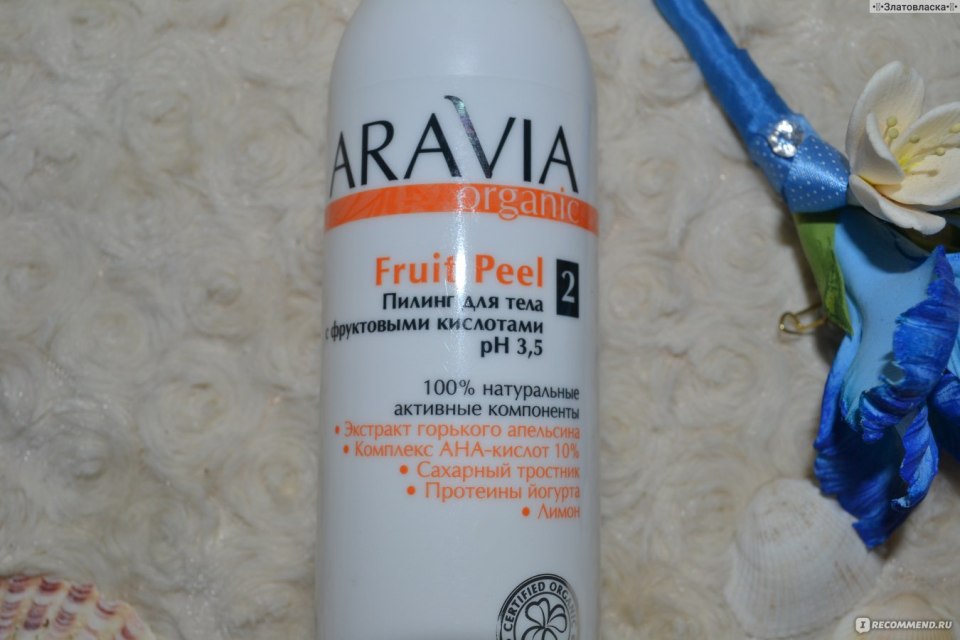 Златовласка
ARAVIA
organic
Fruit Peel
2
Пилинг для тела
с фруктовыми кислотами
pH 3,5
100% натуральные
активные компоненты
• Экстракт горького апельсина
• Комплекс АНА-кислот 10%
• Сахарный тростник
• Протеины йогурта
• Лимон
CERTIFIED ORGANIC
I RECOMMEND.RU